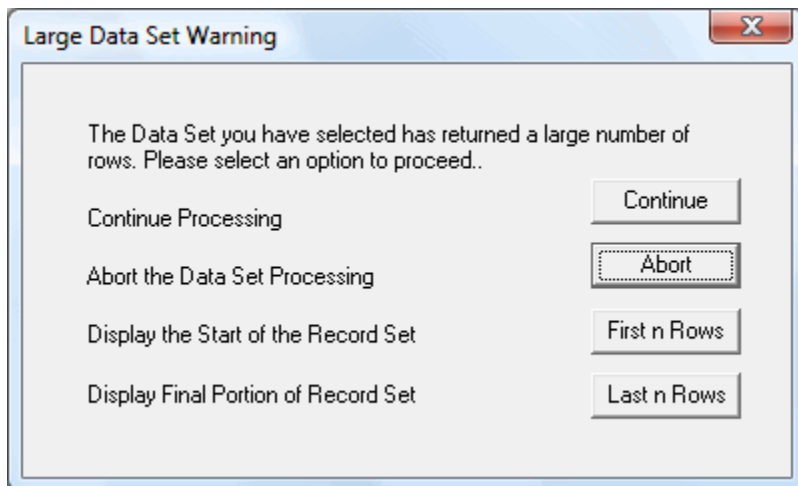 Large Data Set Warning
The Data Set you have selected has returned a large number of
rows. Please select an option to proceed..
Continue Processing
Continue
Abort the Data Set Processing
Abort
Display the Start of the Record Set
First n Rows
Display Final Portion of Record Set
Last n Rows